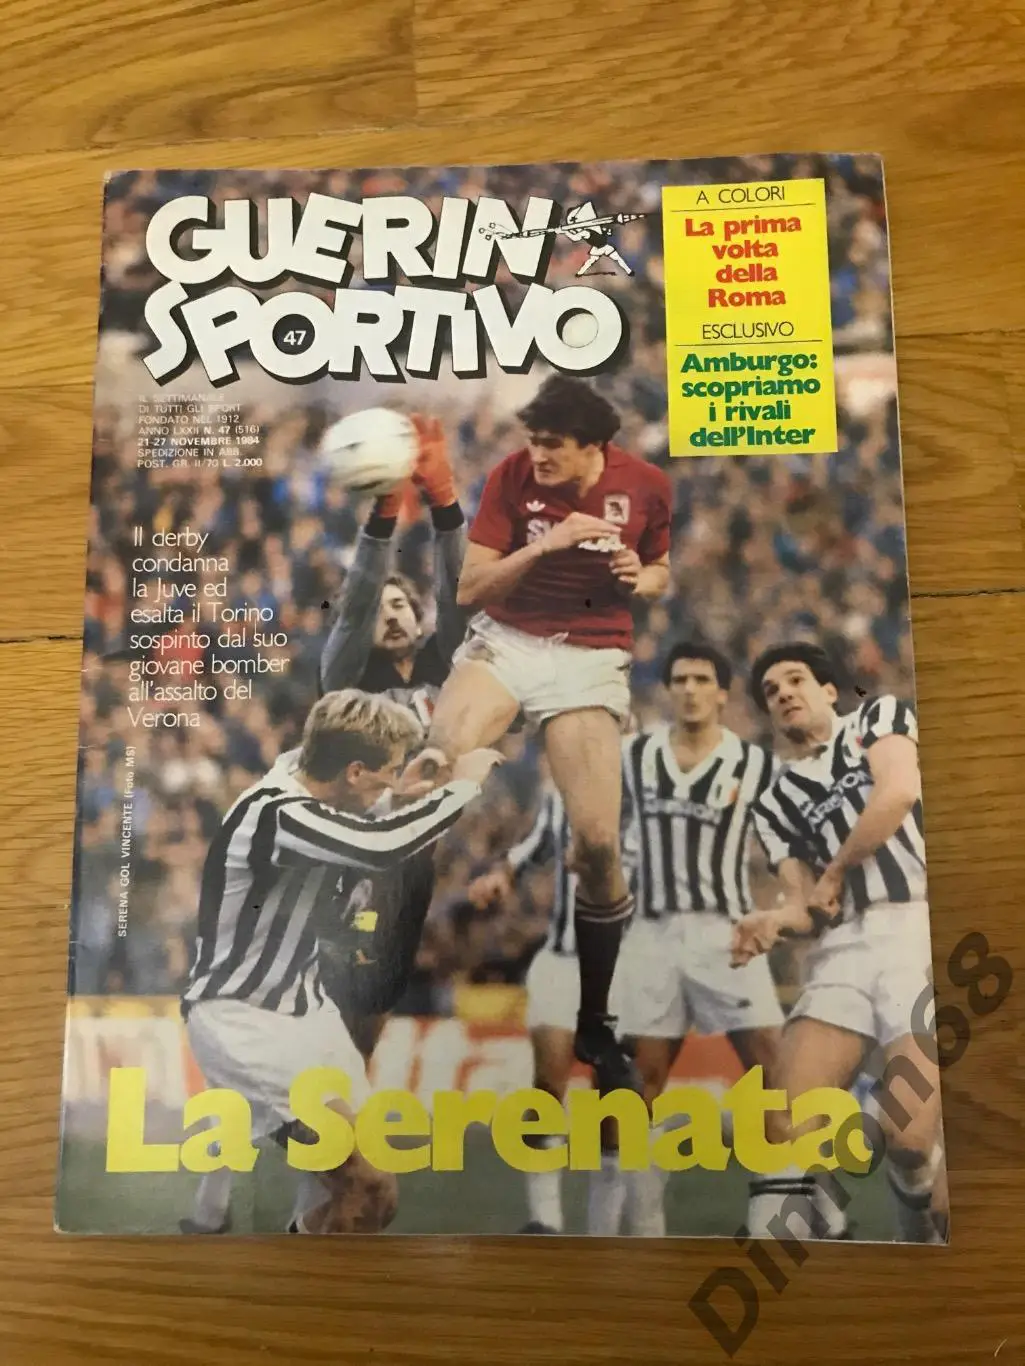 GUERIN
SPORTIVO
47
IL SETTIMANALE
DI TUTTI GLI SPORT
FONDATO NEL 1912
ANNO LXXII N. 47 (516)
21-27 NOVEMBRE 1984
SPEDIZIONE IN ABB.
POST. GR. II/70 L. 2.000
A COLORI
La prima
volta
della
Roma
ESCLUSIVO
Amburgo:
scopriamo
i rivali
dell'Inter
Il derby
condanna
la Juve ed
esalta il Torino
sospinto dal suo
giovane bomber
all'assalto del
Verona
SERENA GOL VINCENTE (Foto MS)
ARISTON
La Serenata
Dimon68